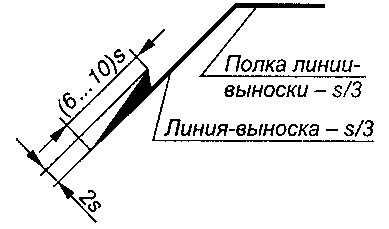 (6...10)s
Полка линии-
выноски – s/3
Линия-выноска – s/3
2s